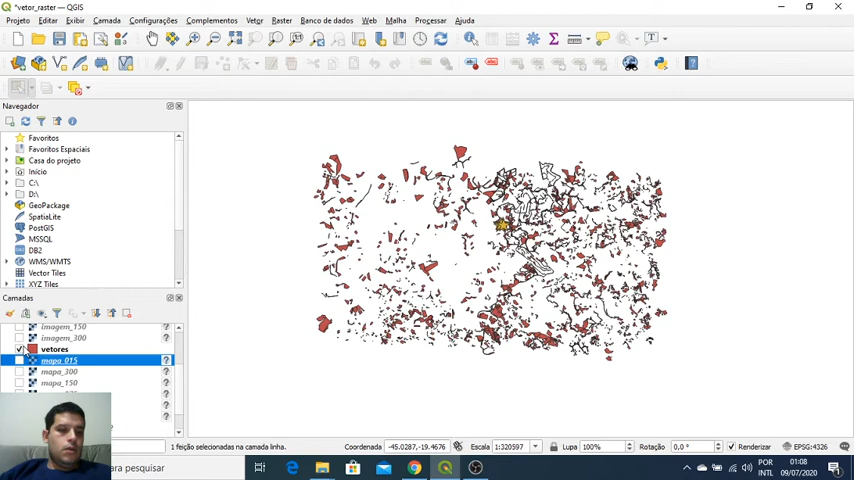 *vetor_raster — QGIS
Projeto Editar Exibir Camada Configurações Complementos Vetor Raster Banco de dados Web Malha Processar Ajuda
Navegador
Favoritos
Favoritos Espaciais
Casa do projeto
Início
C:\
D:\
GeoPackage
SpatiaLite
PostGIS
MSSQL
DB2
WMS/WMTS
Vector Tiles
XYZ Tiles
Camadas
imagem_150
imagem_300
vetores
mapa_015
mapa_300
mapa_150
1 feição selecionadas na camada linha.
Coordenada -45.0287,-19.4676 Escala 1:320597 Lupa 100% Rotação 0,0 ° Renderizar EPSG:4326
para pesquisar
POR 01:08
INTL 09/07/2020